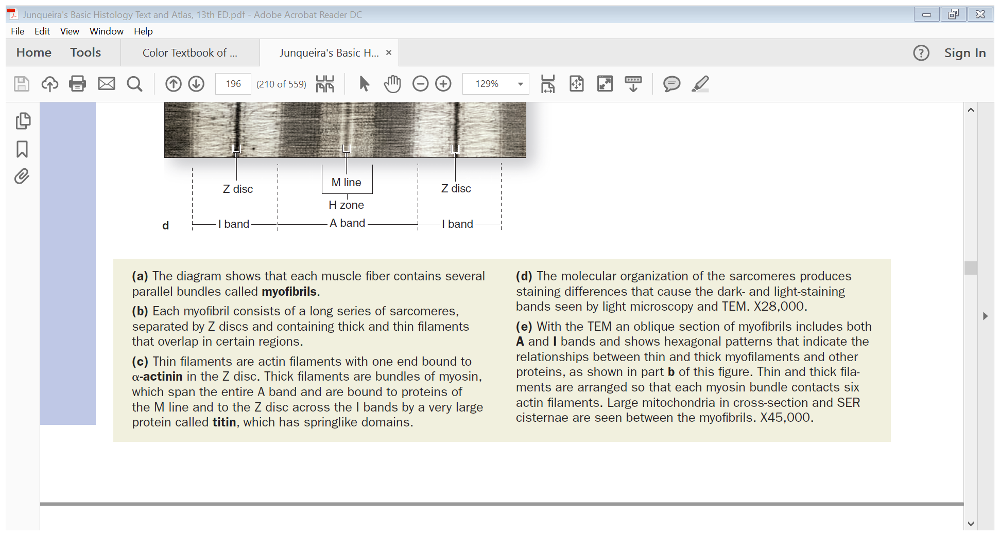 Junqueira's Basic Histology Text and Atlas, 13th ED.pdf - Adobe Acrobat Reader DC
File Edit View Window Help
Home Tools Color Textbook of ... Junqueira's Basic H... × ? Sign In
196 (210 of 559) 129%
M line
Z disc Z disc
H zone
d I band A band I band
(a) The diagram shows that each muscle fiber contains several
parallel bundles called myofibrils.
(b) Each myofibril consists of a long series of sarcomeres,
separated by Z discs and containing thick and thin filaments
that overlap in certain regions.
(c) Thin filaments are actin filaments with one end bound to
α-actinin in the Z disc. Thick filaments are bundles of myosin,
which span the entire A band and are bound to proteins of
the M line and to the Z disc across the I bands by a very large
protein called titin, which has springlike domains.
(d) The molecular organization of the sarcomeres produces
staining differences that cause the dark- and light-staining
bands seen by light microscopy and TEM. X28,000.
(e) With the TEM an oblique section of myofibrils includes both
A and I bands and shows hexagonal patterns that indicate the
relationships between thin and thick myofilaments and other
proteins, as shown in part b of this figure. Thin and thick fila-
ments are arranged so that each myosin bundle contacts six
actin filaments. Large mitochondria in cross-section and SER
cisternae are seen between the myofibrils. X45,000.